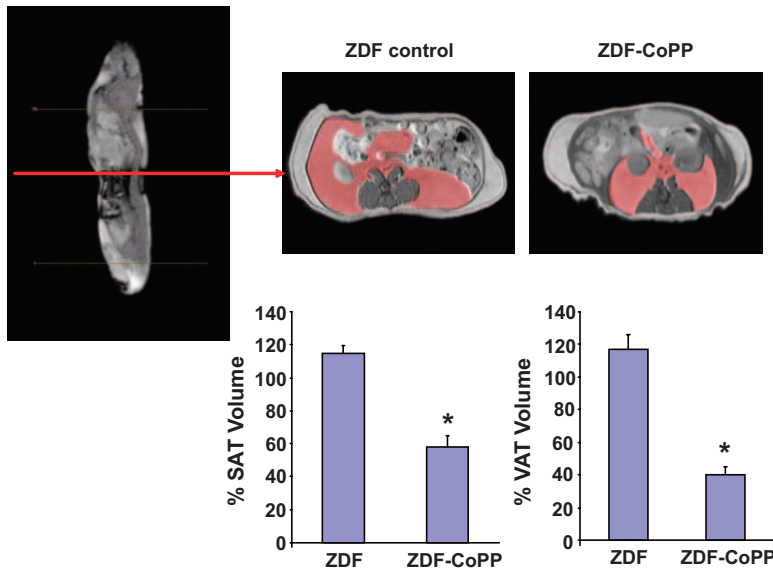 ZDF control
ZDF-CoPP
% SAT Volume
140
120
100
80
60
40
20
0
*
ZDF
ZDF-CoPP
% VAT Volume
140
120
100
80
60
40
20
0
*
ZDF
ZDF-CoPP